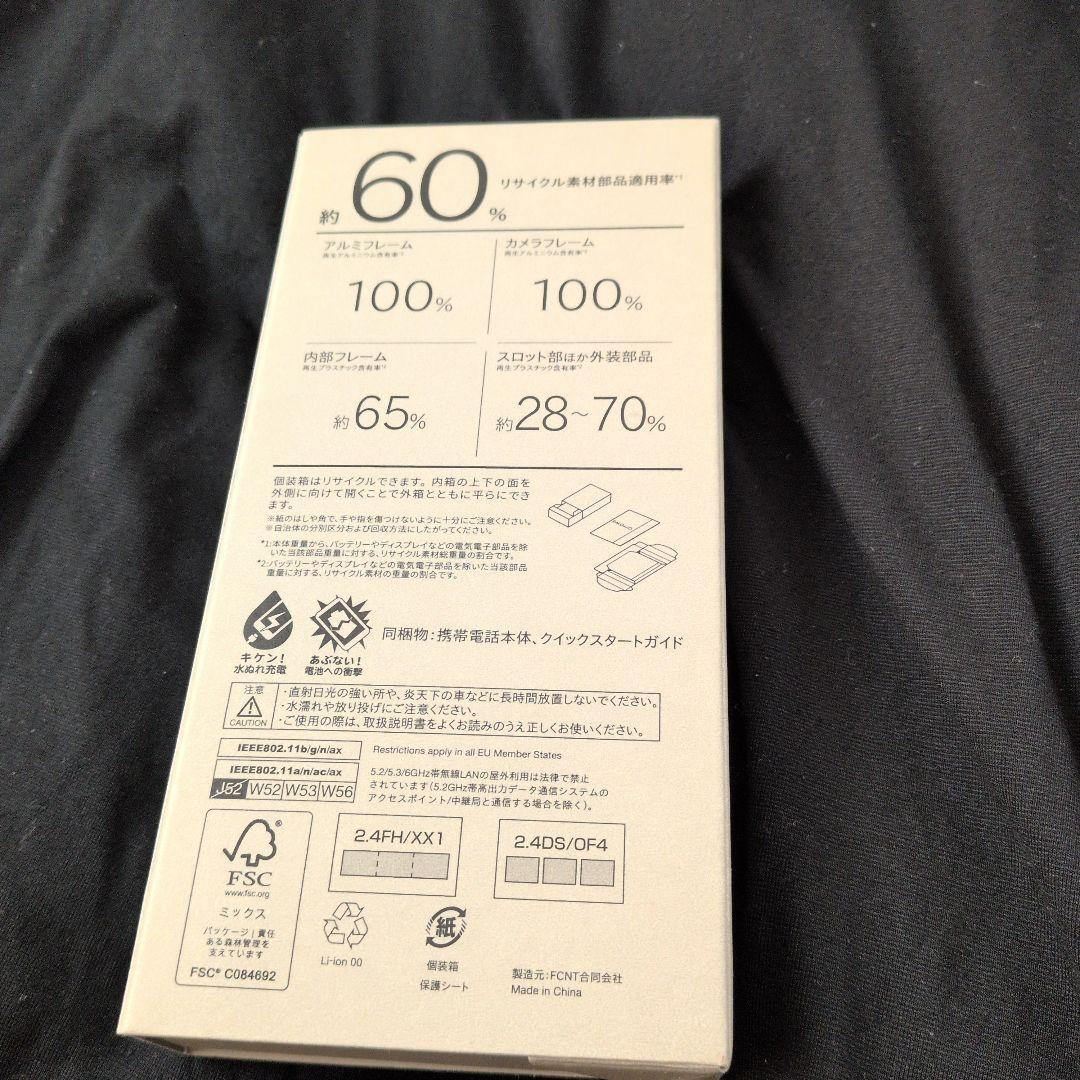 約60% リサイクル素材部品適用率*1
アルミフレーム
再生アルミニウム含有率*2
100%
カメラフレーム
再生アルミニウム含有率*2
100%
内部フレーム
再生プラスチック含有率*2
約65%
スロット部ほか外装部品
再生プラスチック含有率*2
約28~70%
個装箱はリサイクルできます。内箱の上下の面を
外側に向けて開くことで外箱とともに平らにでき
ます。
※紙のはしや角で、手や指を傷つけないように十分にご注意ください。
※自治体の分別区分および回収方法にしたがってください。
*1:本体重量から、バッテリーやディスプレイなどの電気電子部品を除
いた当該部品重量に対する、リサイクル素材総重量の割合です。
*2:バッテリーやディスプレイなどの電気電子部品を除いた当該部品
重量に対する、リサイクル素材の重量の割合です。
キケン!
水ぬれ充電
あぶない!
電池への衝撃
同梱物:携帯電話本体、クイックスタートガイド
注意
CAUTION
・直射日光の強い所や、炎天下の車などに長時間放置しないでください。
・水濡れや放り投げにご注意ください。
・ご使用の際は、取扱説明書をよくお読みのうえ正しくお使いください。
IEEE802.11b/g/n/ax
Restrictions apply in all EU Member States
IEEE802.11a/n/ac/ax
J52 W52 W53 W56
5.2/5.3/6GHz帯無線LANの屋外利用は法律で禁止
されています(5.2GHz帯高出力データ通信システムの
アクセスポイント/中継局と通信する場合を除く)。
FSC
www.fsc.org
ミックス
パッケージ|責任
ある森林管理を
支えています
FSC® C084692
2.4FH/XX1
2.4DS/OF4
Li-ion 00
紙
個装箱
保護シート
製造元:FCNT合同会社
Made in China